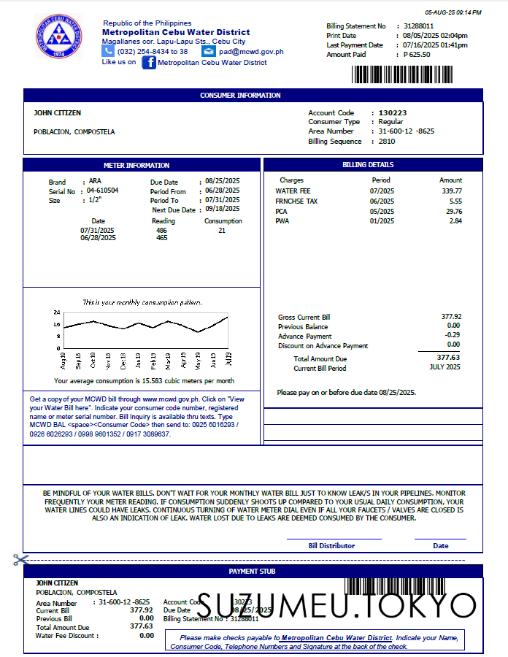 05-AUG-25 09:14 PM
Republic of the Philippines
Metropolitan Cebu Water District
Magallanes cor. Lapu-Lapu Sts., Cebu City
(032) 254-8434 to 38 pad@mcwd.gov.ph
Like us on Metropolitan Cebu Water District
Billing Statement No : 31288011
Print Date : 08/05/2025 02:04pm
Last Payment Date : 07/16/2025 01:41pm
Amount Paid : P 625.50
CONSUMER INFORMATION
JOHN CITIZEN
POBLACION, COMPOSTELA
Account Code : 130223
Consumer Type : Regular
Area Number : 31-600-12 -8625
Billing Sequence : 2810
METER INFORMATION
Brand : ARA
Serial No : 04-610504
Size : 1/2"
Due Date : 08/25/2025
Period From : 06/28/2025
Period To : 07/31/2025
Next Due Date : 09/18/2025
Date Reading Consumption
07/31/2025 486 21
06/28/2025 465
BILLING DETAILS
Charges Period Amount
WATER FEE 07/2025 339.77
FRNCHSE TAX 06/2025 5.55
PCA 05/2025 29.76
PWA 01/2025 2.84
This is your monthly consumption pattern.
24
16
8
0
Your average consumption is 15.583 cubic meters per month
Gross Current Bill 377.92
Previous Balance 0.00
Advance Payment -0.29
Discount on Advance Payment 0.00
Total Amount Due 377.63
Current Bill Period JULY 2025
Please pay on or before due date 08/25/2025.
Get a copy of your MCWD bill through www.mcwd.gov.ph. Click on "View
your Water Bill here". Indicate your consumer code number, registered
name or meter serial number. Bill Inquiry is available thru texts. Type
MCWD BAL <space><Consumer Code> then send to: 0925 6016293 /
0926 6026293 / 0998 9601352 / 0917 3089637.
BE MINDFUL OF YOUR WATER BILLS. DON'T WAIT FOR YOUR MONTHLY WATER BILL JUST TO KNOW LEAK/S IN YOUR PIPELINES. MONITOR
FREQUENTLY YOUR METER READING. IF CONSUMPTION SUDDENLY SHOOTS UP COMPARED TO YOUR USUAL DAILY CONSUMPTION, YOUR
WATER LINES COULD HAVE LEAKS. CONTINUOUS TURNING OF WATER METER DIAL EVEN IF ALL YOUR FAUCETS / VALVES ARE CLOSED IS
ALSO AN INDICATION OF LEAK. WATER LOST DUE TO LEAKS ARE DEEMED CONSUMED BY THE CONSUMER.
Bill Distributor Date
PAYMENT STUB
JOHN CITIZEN
Area Number : 31-600-12 -8625
Current Bill 377.92
Previous Bill 0.00
Total Amount Due 377.63
Water Fee Discount : 0.00
Account Code : 130223
Due Date : 08/25/2025
Billing Statement No : 31288011
SUZUMEU.TOKYO
Please make checks payable to Metropolitan Cebu Water District. Indicate your Name,
Consumer Code, Telephone Numbers and Signature at the back of the check.